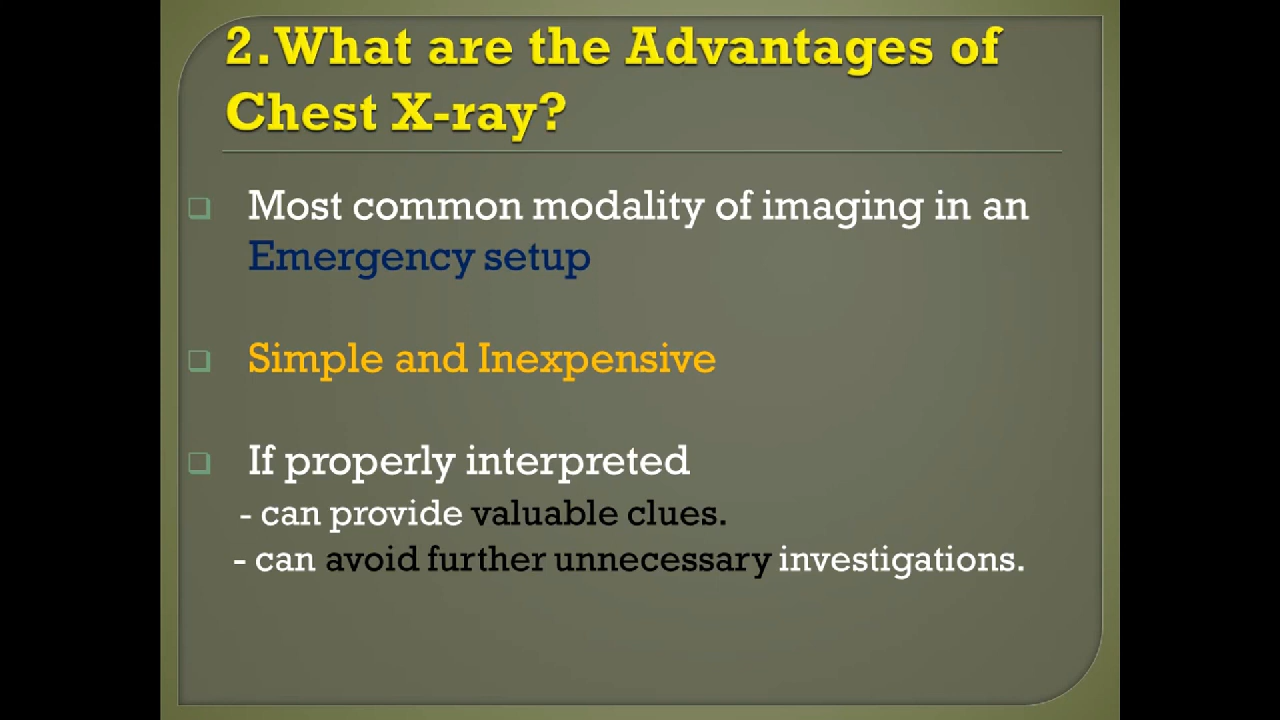 2.What are the Advantages of
Chest X-ray?
Most common modality of imaging in an
Emergency setup
Simple and Inexpensive
If properly interpreted
- can provide valuable clues.
- can avoid further unnecessary investigations.